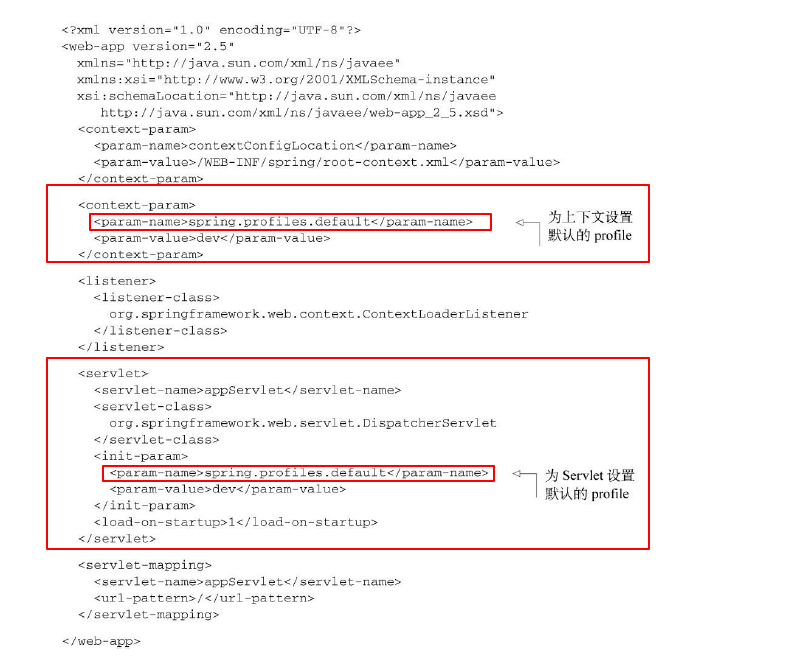 <?xml version="1.0" encoding="UTF-8"?>
<web-app version="2.5"
xmlns="http://java.sun.com/xml/ns/javaee"
xmlns:xsi="http://www.w3.org/2001/XMLSchema-instance"
xsi:schemaLocation="http://java.sun.com/xml/ns/javaee
http://java.sun.com/xml/ns/javaee/web-app_2_5.xsd">
<context-param>
<param-name>contextConfigLocation</param-name>
<param-value>/WEB-INF/spring/root-context.xml</param-value>
</context-param>
<context-param>
<param-name>spring.profiles.default</param-name>
<param-value>dev</param-value>
</context-param>
为上下文设置
默认的 profile
<listener>
<listener-class>
org.springframework.web.context.ContextLoaderListener
</listener-class>
</listener>
<servlet>
<servlet-name>appServlet</servlet-name>
<servlet-class>
org.springframework.web.servlet.DispatcherServlet
</servlet-class>
<init-param>
<param-name>spring.profiles.default</param-name>
<param-value>dev</param-value>
</init-param>
<load-on-startup>1</load-on-startup>
</servlet>
为 Servlet 设置
默认的 profile
<servlet-mapping>
<servlet-name>appServlet</servlet-name>
<url-pattern>/</url-pattern>
</servlet-mapping>
</web-app>